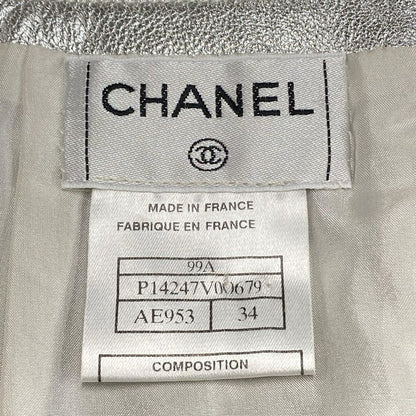 CHANEL
MADE IN FRANCE
FABRIQUE EN FRANCE
99A
P14247V00679
AE953 34
COMPOSITION